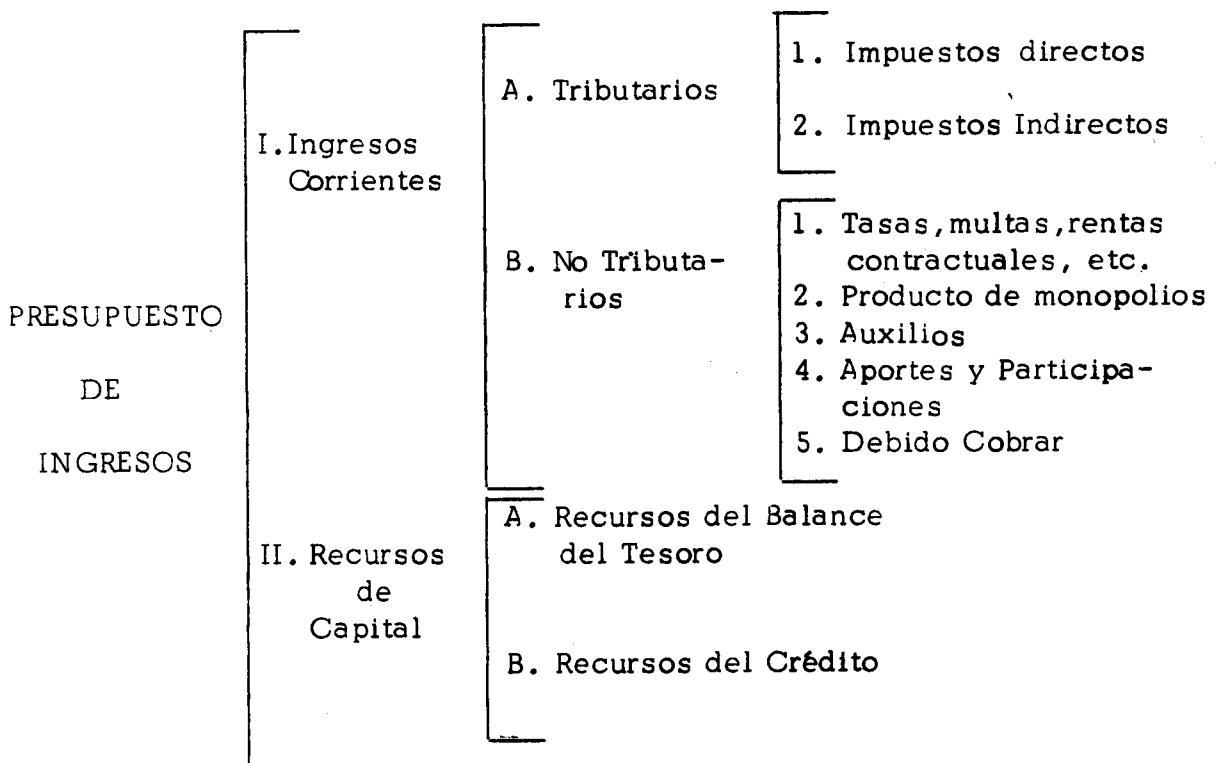 PRESUPUESTO
DE
INGRESOS
I. Ingresos
Corrientes
A. Tributarios
1. Impuestos directos
2. Impuestos Indirectos
B. No Tributa-
rios
1. Tasas, multas, rentas
contractuales, etc.
2. Producto de monopolios
3. Auxilios
4. Aportes y Participa-
ciones
5. Debido Cobrar
II. Recursos
de
Capital
A. Recursos del Balance
del Tesoro
B. Recursos del Crédito